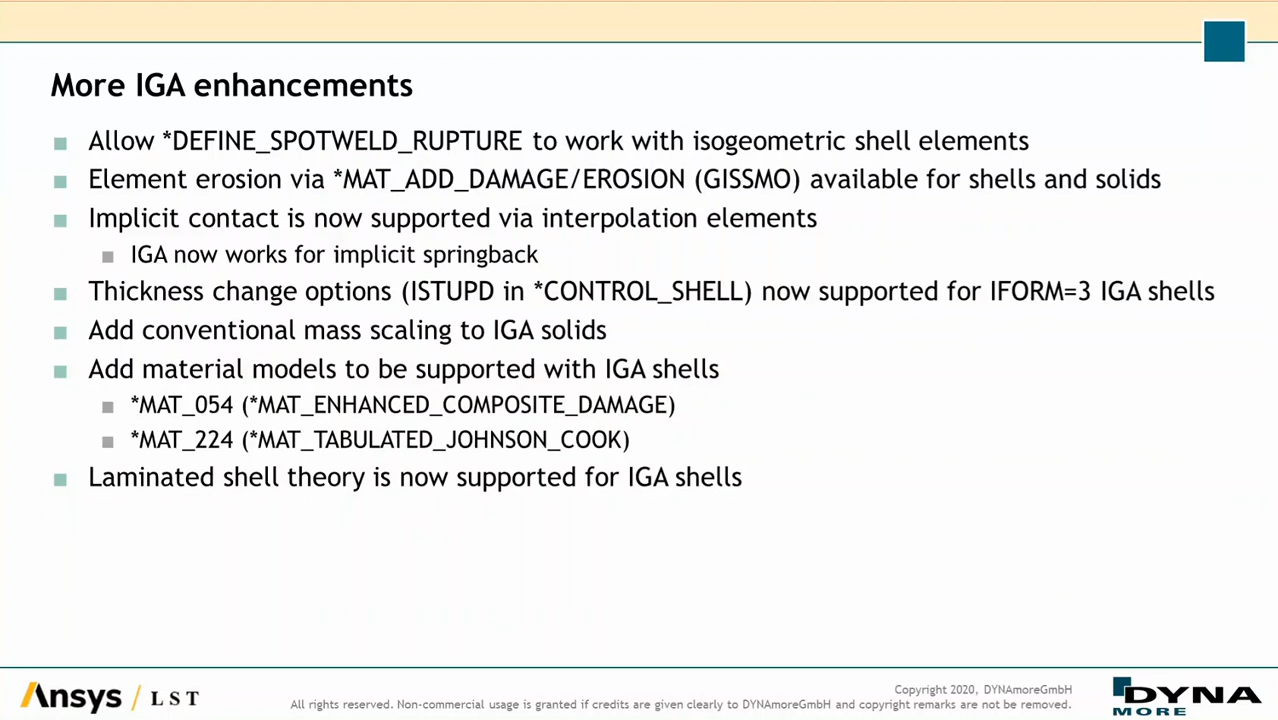 More IGA enhancements
Allow *DEFINE_SPOTWELD_RUPTURE to work with isogeometric shell elements
Element erosion via *MAT_ADD_DAMAGE/EROSION (GISSMO) available for shells and solids
Implicit contact is now supported via interpolation elements
IGA now works for implicit springback
Thickness change options (ISTUPD in *CONTROL_SHELL) now supported for IFORM=3 IGA shells
Add conventional mass scaling to IGA solids
Add material models to be supported with IGA shells
*MAT_054 (*MAT_ENHANCED_COMPOSITE_DAMAGE)
*MAT_224 (*MAT_TABULATED_JOHNSON_COOK)
Laminated shell theory is now supported for IGA shells
Ansys / LST
Copyright 2020, DYNAmoreGmbH
All rights reserved. Non-commercial usage is granted if credits are given clearly to DYNAmoreGmbH and copyright remarks are not be removed.
DYNA
MORE